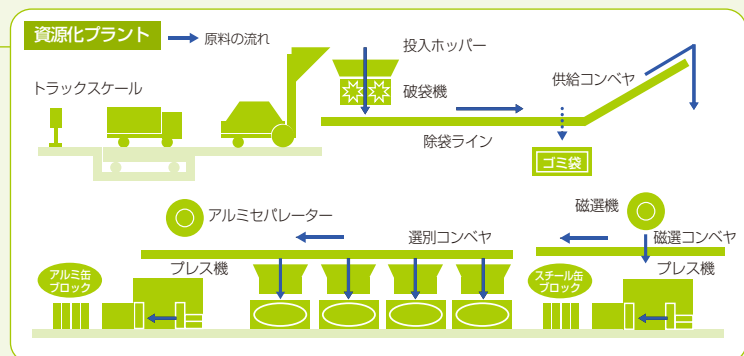 資源化プラント
原料の流れ
投入ホッパー
トラックスケール
破袋機
供給コンベヤ
除袋ライン
ゴミ袋
アルミセパレーター
磁選機
選別コンベヤ
磁選コンベヤ
アルミ缶
ブロック
プレス機
スチール缶
ブロック
プレス機